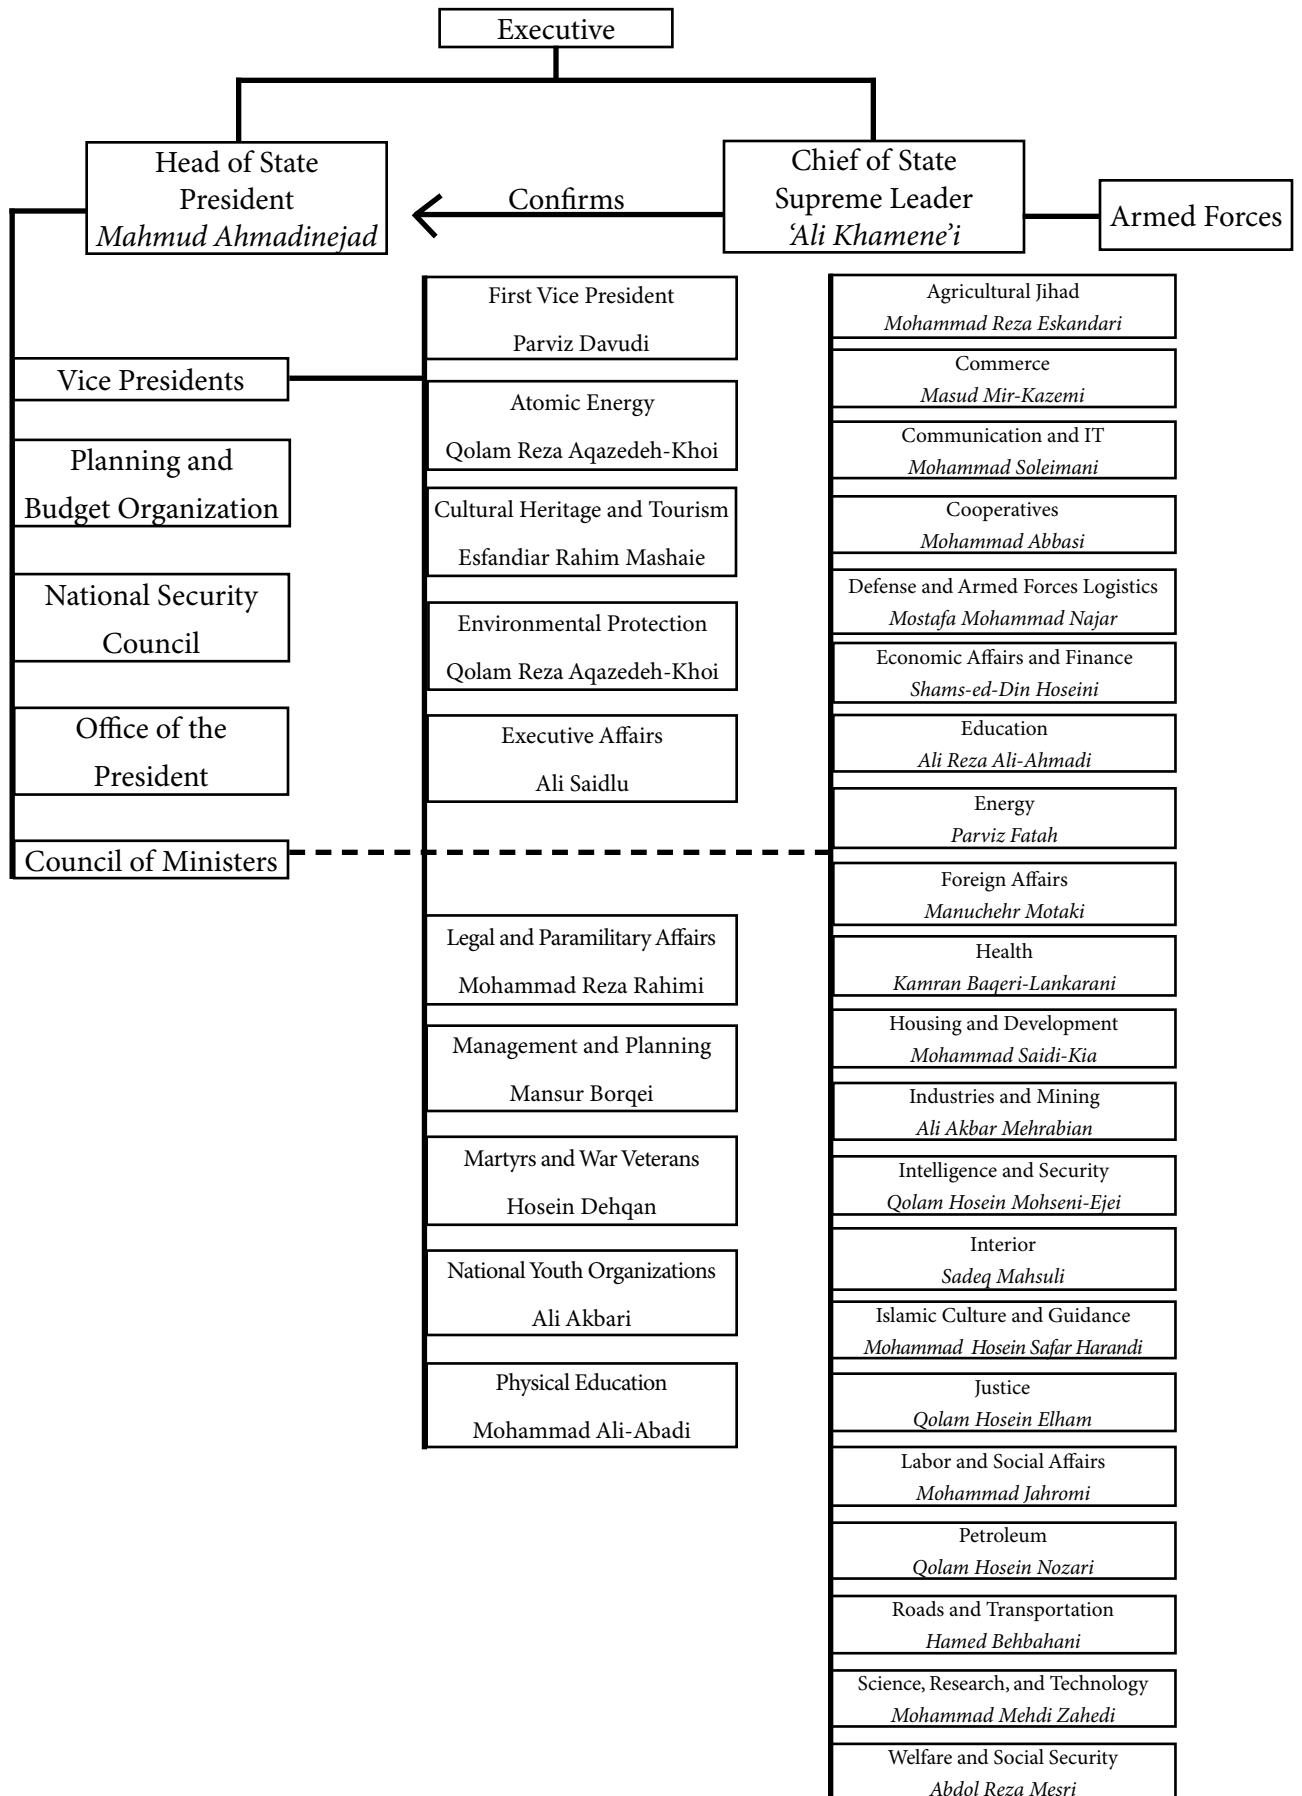 Executive
Head of State
President
Mahmud Ahmadinejad
Confirms
Chief of State
Supreme Leader
‘Ali Khamene’i
Armed Forces
Vice Presidents
Planning and
Budget Organization
National Security
Council
Office of the
President
Council of Ministers
First Vice President
Parviz Davudi
Atomic Energy
Qolam Reza Aqazedeh-Khoi
Cultural Heritage and Tourism
Esfandiar Rahim Mashaie
Environmental Protection
Qolam Reza Aqazedeh-Khoi
Executive Affairs
Ali Saidlu
Legal and Paramilitary Affairs
Mohammad Reza Rahimi
Management and Planning
Mansur Borqei
Martyrs and War Veterans
Hosein Dehqan
National Youth Organizations
Ali Akbari
Physical Education
Mohammad Ali-Abadi
Agricultural Jihad
Mohammad Reza Eskandari
Commerce
Masud Mir-Kazemi
Communication and IT
Mohammad Soleimani
Cooperatives
Mohammad Abbasi
Defense and Armed Forces Logistics
Mostafa Mohammad Najar
Economic Affairs and Finance
Shams-ed-Din Hoseini
Education
Ali Reza Ali-Ahmadi
Energy
Parviz Fatah
Foreign Affairs
Manuchehr Motaki
Health
Kamran Baqeri-Lankarani
Housing and Development
Mohammad Saidi-Kia
Industries and Mining
Ali Akbar Mehrabian
Intelligence and Security
Qolam Hosein Mohseni-Ejei
Interior
Sadeq Mahsuli
Islamic Culture and Guidance
Mohammad Hosein Safar Harandi
Justice
Qolam Hosein Elham
Labor and Social Affairs
Mohammad Jahromi
Petroleum
Qolam Hosein Nozari
Roads and Transportation
Hamed Behbahani
Science, Research, and Technology
Mohammad Mehdi Zahedi
Welfare and Social Security
Abdol Reza Mesri